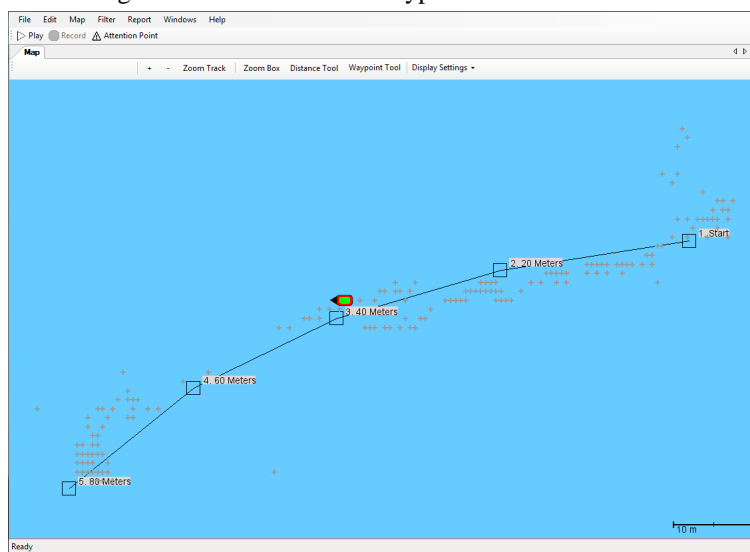 File Edit Map Filter Report Windows Help
Play Record Attention Point
Map
+ - Zoom Track Zoom Box Distance Tool Waypoint Tool Display Settings
1. Start
2. 20 Meters
3. 40 Meters
4. 60 Meters
5. 80 Meters
10 m
Ready